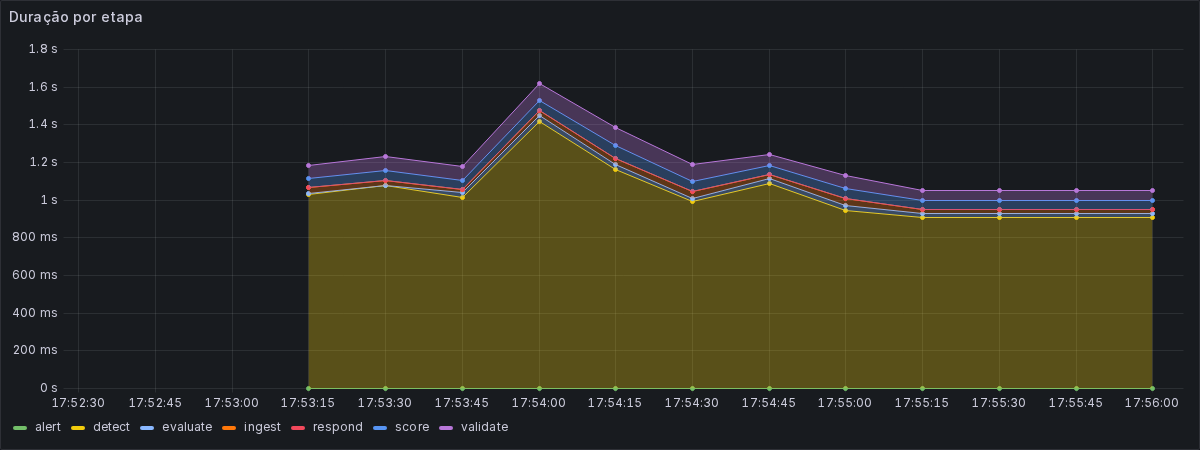 Duração por etapa
1.8 s
1.6 s
1.4 s
1.2 s
1 s
800 ms
600 ms
400 ms
200 ms
0 s
17:52:30 17:52:45 17:53:00 17:53:15 17:53:30 17:53:45 17:54:00 17:54:15 17:54:30 17:54:45 17:55:00 17:55:15 17:55:30 17:55:45 17:56:00
alert detect evaluate ingest respond score validate